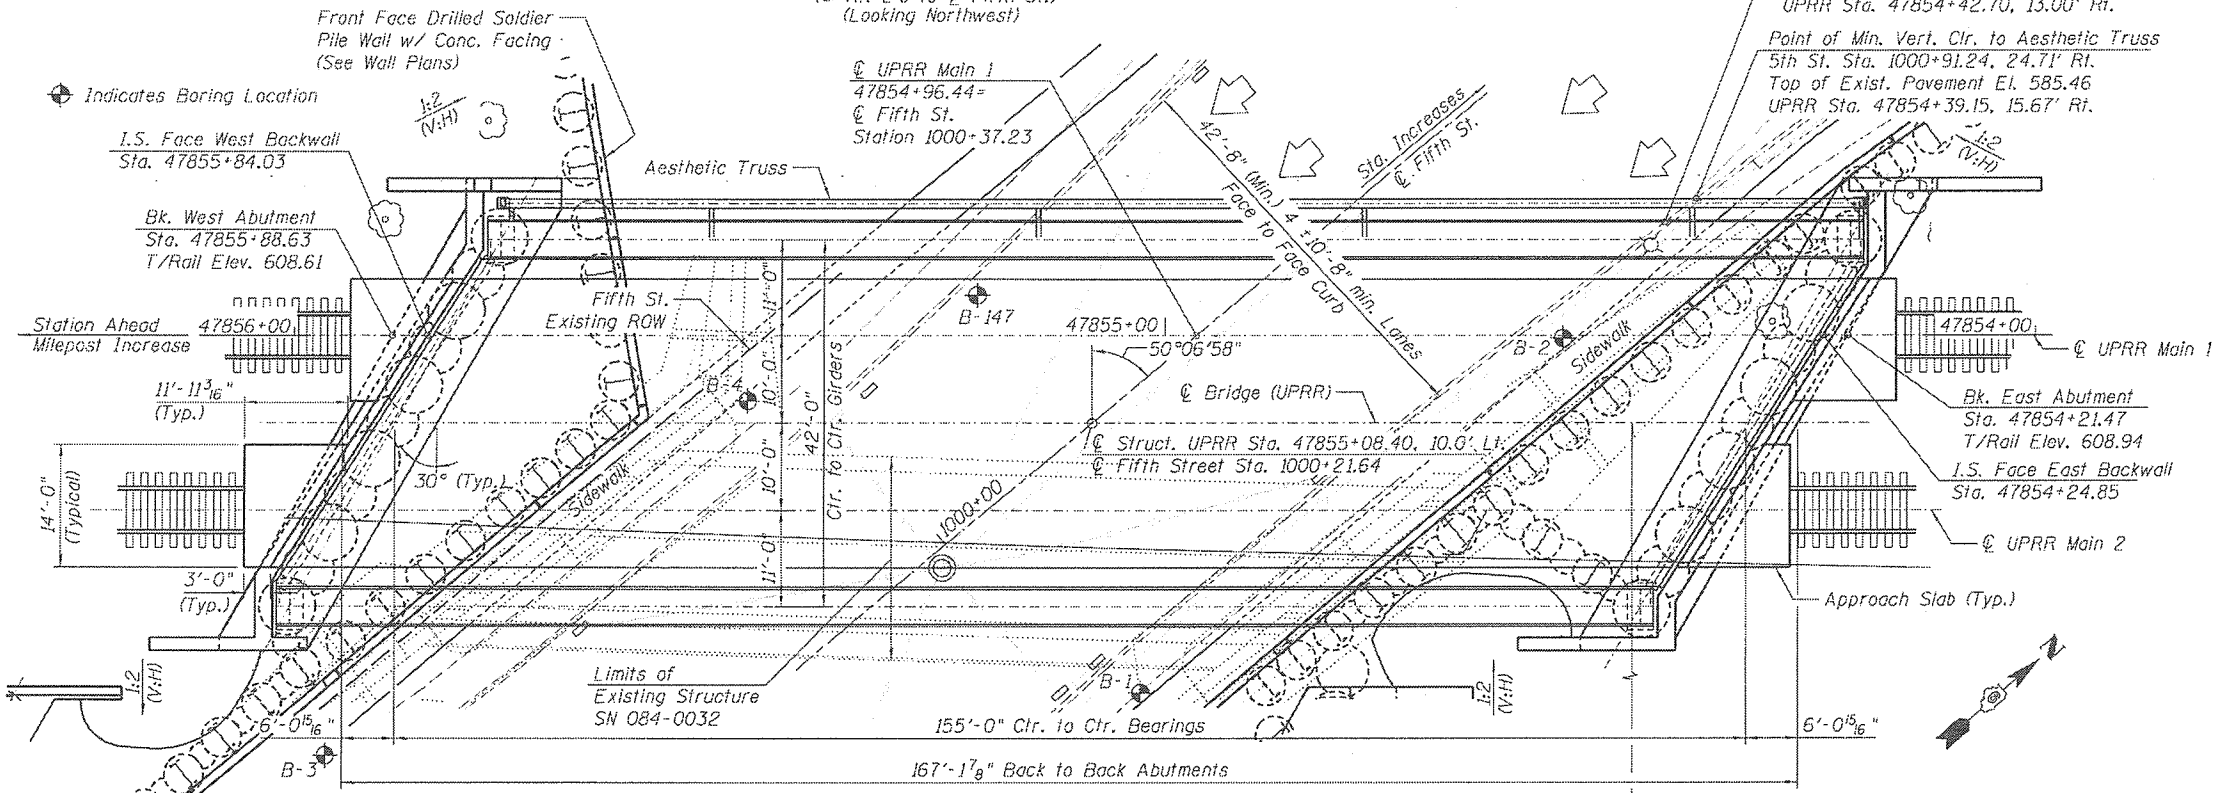 (Looking Northwest)
Front Face Drilled Soldier
Pile Wall w/ Conc. Facing
(See Wall Plans)
UPRR Sta. 47854+42.70, 13.00' Rt.
Point of Min. Vert. Clr. to Aesthetic Truss
5th St. Sta. 1000+91.24, 24.71' Rt.
Top of Exist. Pavement El. 585.46
UPRR Sta. 47854+39.15, 15.67' Rt.
℄ UPRR Main 1
47854+96.44=
℄ Fifth St.
Station 1000+37.23
Indicates Boring Location
1:2
(V:H)
I.S. Face West Backwall
Sta. 47855+84.03
Aesthetic Truss
42'-8" (Min.) 4 ±10'-8" min. Lanes
Face to Face Curb
Sta. Increases
℄ Fifth St.
1:2
(V:H)
Bk. West Abutment
Sta. 47855+88.63
T/Rail Elev. 608.61
Fifth St.
Existing ROW
11'-0"
B-147
47855+00
50°06'58"
B-2
Sidewalk
Station Ahead
Milepost Increase
47856+00
47854+00
℄ UPRR Main 1
11'-11 3/16"
(Typ.)
B-4
10'-0"
42'-0"
Ctr. to Ctr. Girders
℄ Bridge (UPRR)
Bk. East Abutment
Sta. 47854+21.47
T/Rail Elev. 608.94
℄ Struct. UPRR Sta. 47855+08.40, 10.0' Lt.
℄ Fifth Street Sta. 1000+21.64
I.S. Face East Backwall
Sta. 47854+24.85
14'-0"
(Typical)
30° (Typ.)
Sidewalk
10'-0"
1000+00
℄ UPRR Main 2
3'-0"
(Typ.)
11'-0"
Approach Slab (Typ.)
1:2
(V:H)
Limits of
Existing Structure
SN 084-0032
B-1
1:2
(V:H)
N
6'-0 15/16"
155'-0" Ctr. to Ctr. Bearings
6'-0 15/16"
B-3
167'-1 7/8" Back to Back Abutments